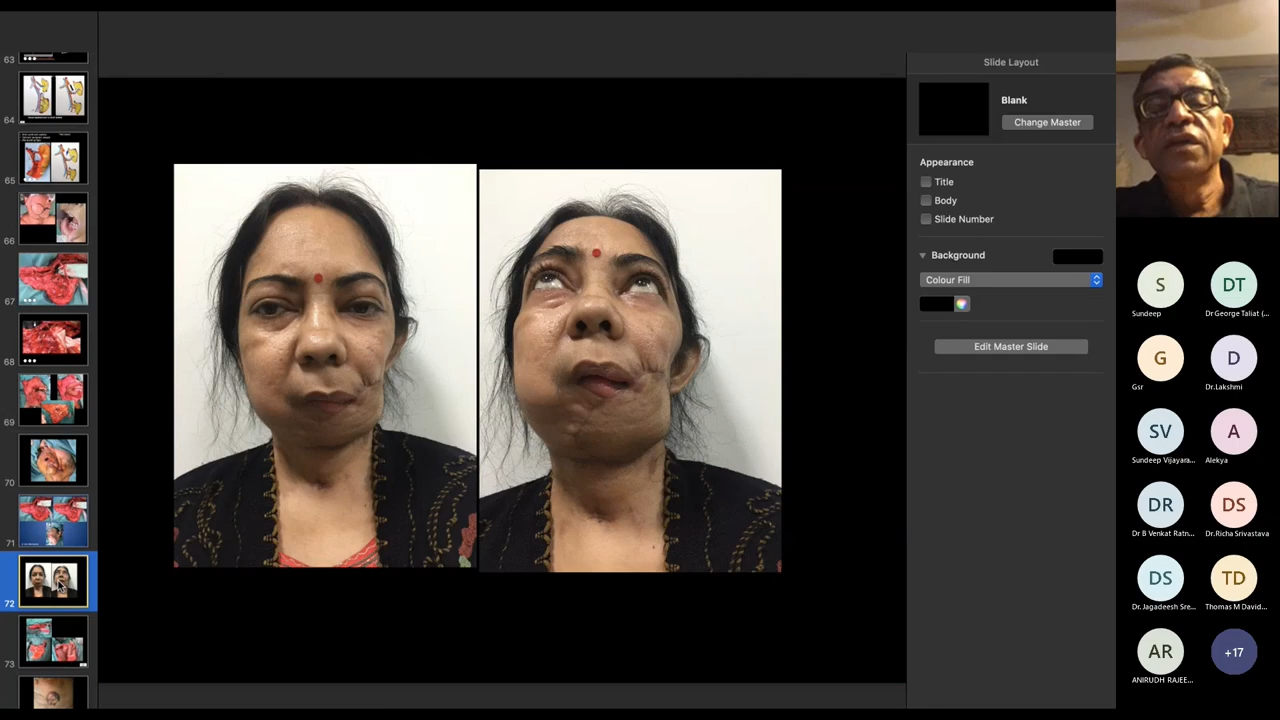 63
64
65
66
67
68
69
70
71
72
73
Slide Layout
Blank
Change Master
Appearance
Title
Body
Slide Number
Background
Colour Fill
Edit Master Slide
S
Sundeep
DT
Dr George Taliat (...
G
Gsr
D
Dr.Lakshmi
SV
Sundeep Vijayara...
A
Alekya
DR
Dr B Venkat Ratn...
DS
Dr.Richa Srivastava
DS
Dr. Jagadeesh Sre...
TD
Thomas M David...
AR
ANIRUDH RAJEE...
+17